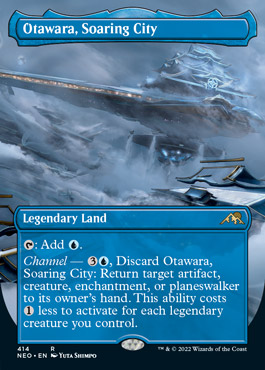 Otawara, Soaring City
Legendary Land
: Add .
Channel — 3, Discard Otawara,
Soaring City: Return target artifact,
creature, enchantment, or planeswalker
to its owner's hand. This ability costs
1 less to activate for each legendary
creature you control.
414 R
NEO • EN YUTA SHIMPO
™ & © 2022 Wizards of the Coast